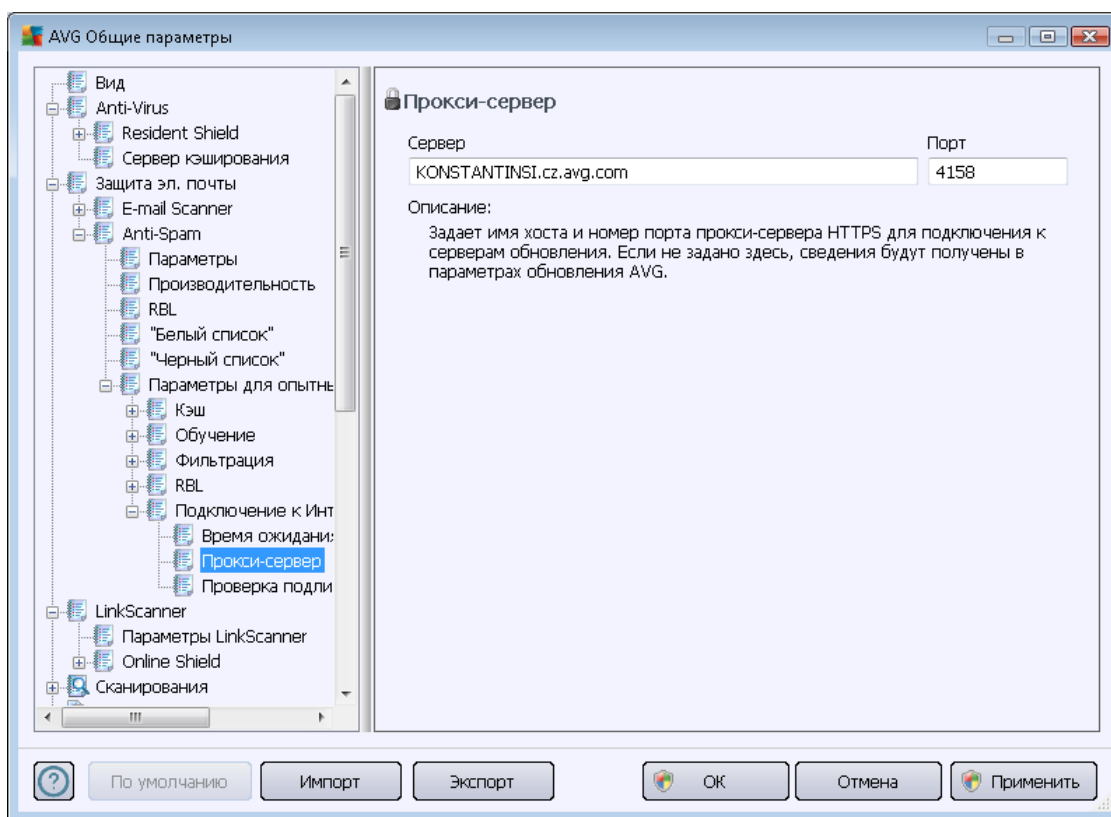 AVG Общие параметры
Вид
Anti-Virus
Resident Shield
Сервер кэширования
Защита эл. почты
E-mail Scanner
Anti-Spam
Параметры
Производительность
RBL
"Белый список"
"Черный список"
Параметры для опытнь
Кэш
Обучение
Фильтрация
RBL
Подключение к Инт
Время ожидани
Прокси-сервер
Проверка подли
LinkScanner
Параметры LinkScanner
Online Shield
Сканирования
Прокси-сервер
Сервер
Порт
KONSTANTINSI.cz.avg.com
4158
Описание:
Задает имя хоста и номер порта прокси-сервера HTTPS для подключения к
серверам обновления. Если не задано здесь, сведения будут получены в
параметрах обновления AVG.
По умолчанию
Импорт
Экспорт
ОК
Отмена
Применить